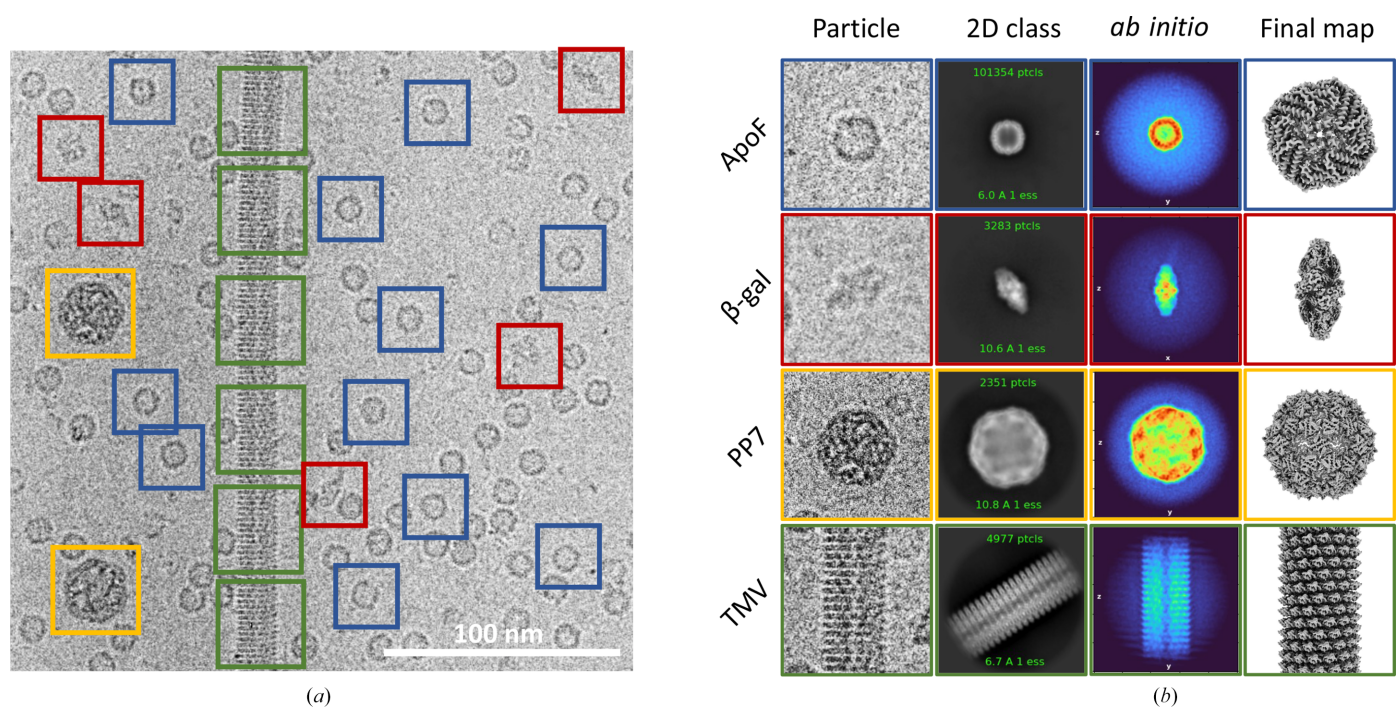 Particle 2D class ab initio Final map
ApoF
101354 ptcls
6.0 A 1 ess
z
y
β-gal
3283 ptcls
10.6 A 1 ess
z
x
PP7
2351 ptcls
10.8 A 1 ess
z
y
TMV
4977 ptcls
6.7 A 1 ess
z
y
100 nm
(a) (b)